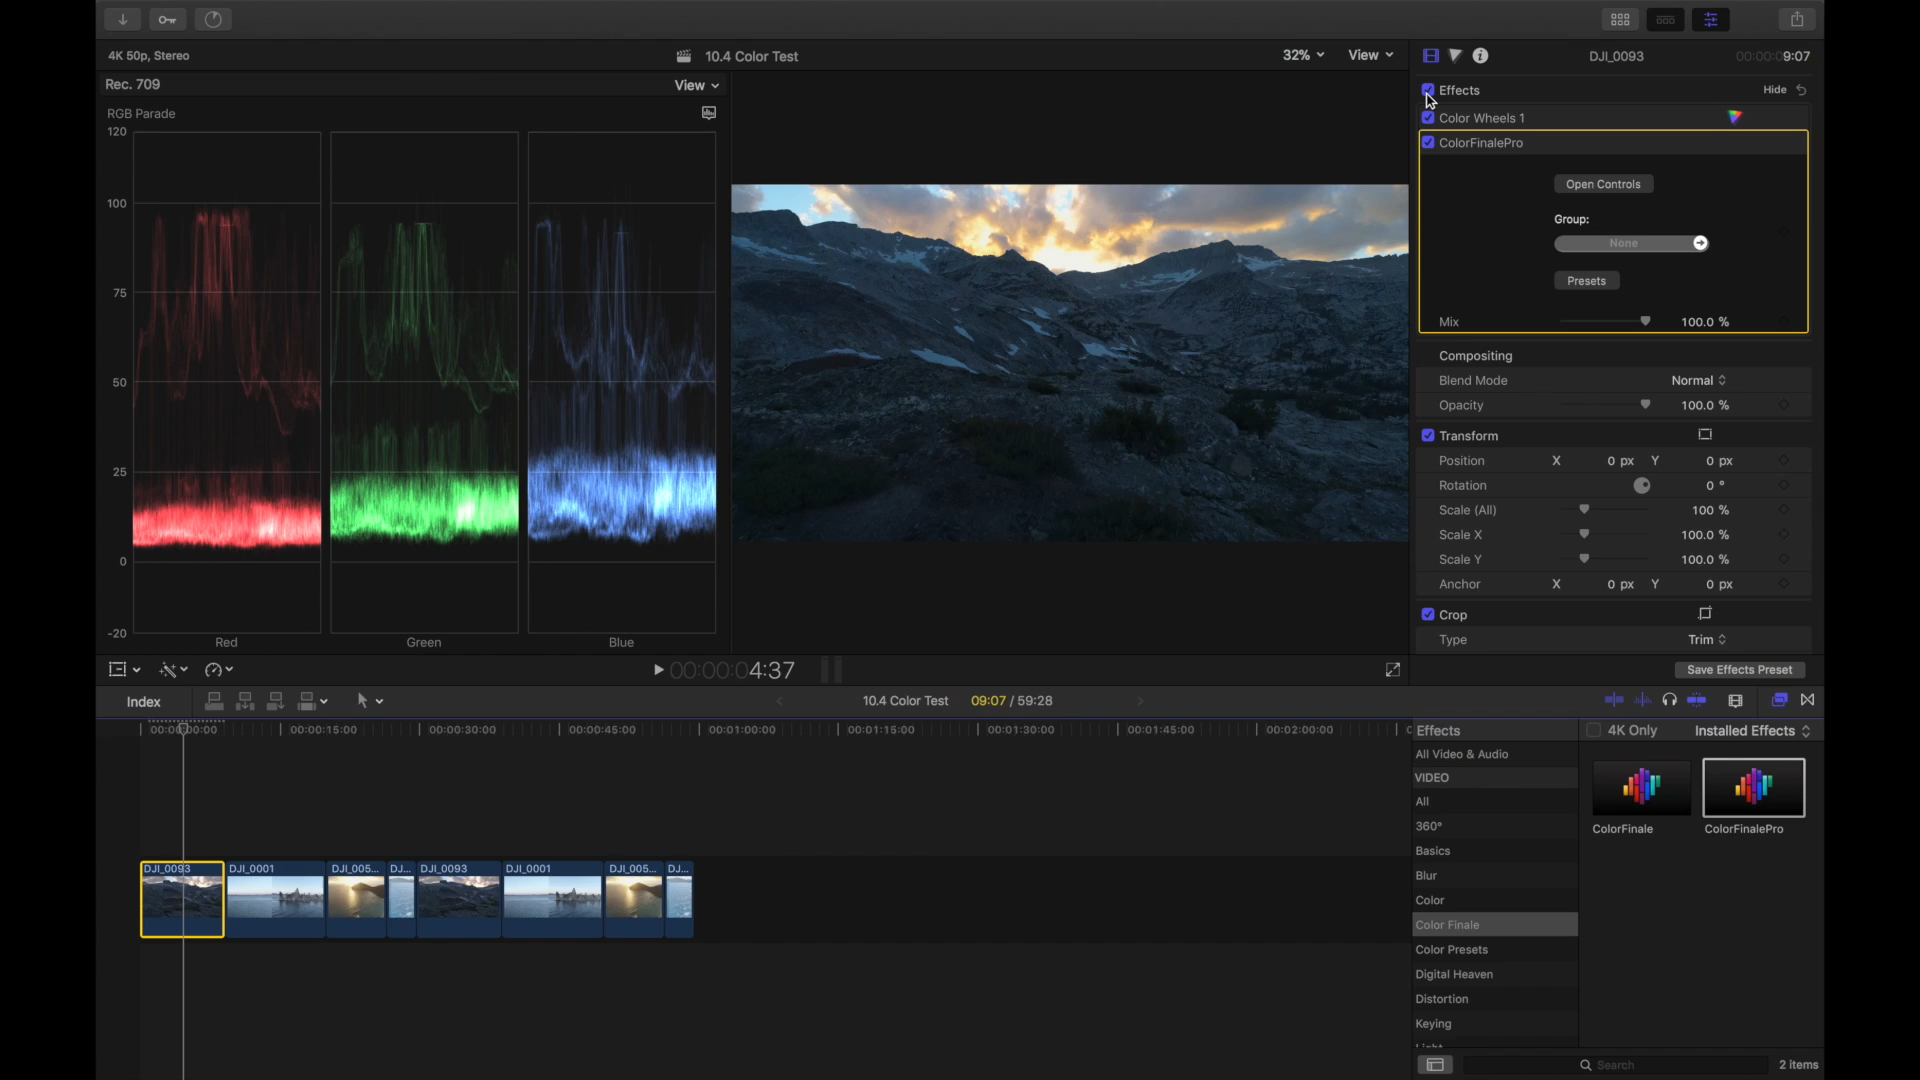 4K 50p, Stereo
10.4 Color Test
32%
View
DJI_0093
00:00:09:07
Rec. 709
View
RGB Parade
120
100
75
50
25
0
-20
Red
Green
Blue
Effects
Hide
Color Wheels 1
ColorFinalePro
Open Controls
Group:
None
Presets
Mix
100.0 %
Compositing
Blend Mode
Normal
Opacity
100.0 %
Transform
Position X 0 px Y 0 px
Rotation 0 °
Scale (All) 100 %
Scale X 100.0 %
Scale Y 100.0 %
Anchor X 0 px Y 0 px
Crop
Type Trim
00:00:04:37
Save Effects Preset
Index
10.4 Color Test 09:07 / 59:28
00:00:00:00 00:00:15:00 00:00:30:00 00:00:45:00 00:01:00:00 00:01:15:00 00:01:30:00 00:01:45:00 00:02:00:00
DJI_0093 DJI_0001 DJI_005... DJ... DJI_0093 DJI_0001 DJI_005... DJ...
Effects
4K Only
Installed Effects
All Video & Audio
VIDEO
All
360°
Basics
Blur
Color
Color Finale
Color Presets
Digital Heaven
Distortion
Keying
ColorFinale
ColorFinalePro
Search
2 items